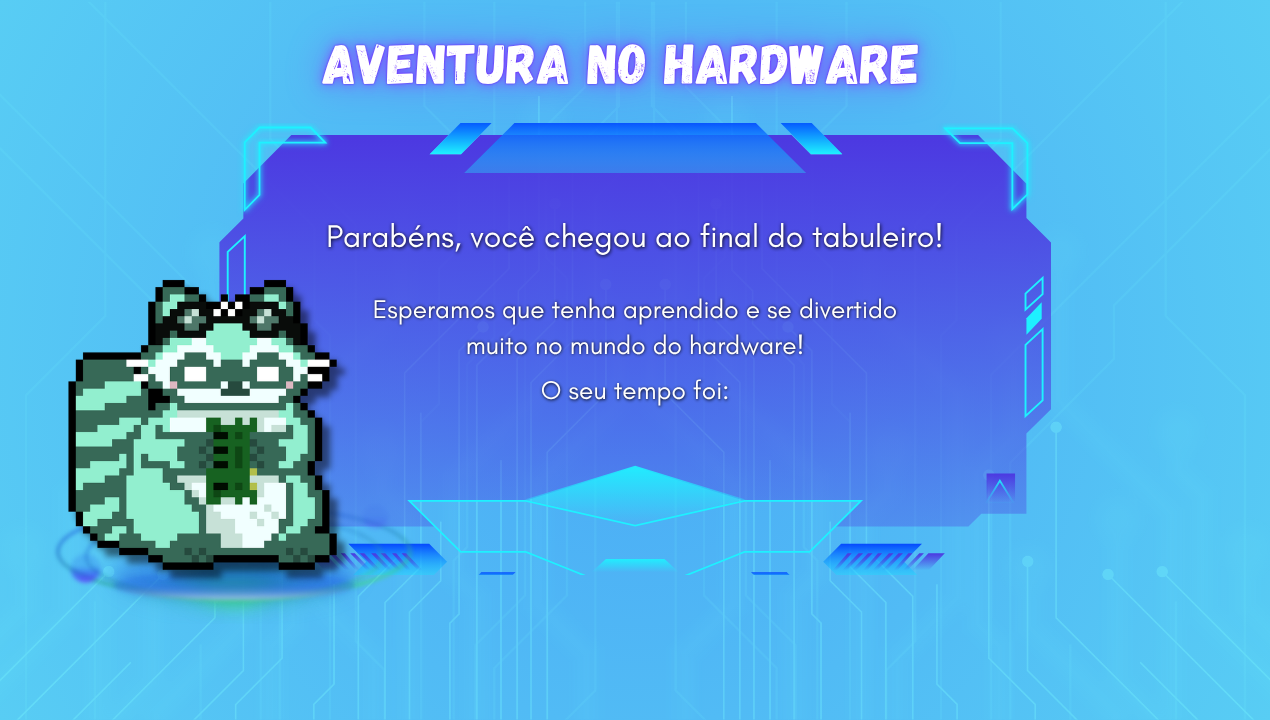 AVENTURA NO HARDWARE
Parabéns, você chegou ao final do tabuleiro!
Esperamos que tenha aprendido e se divertido
muito no mundo do hardware!
O seu tempo foi: